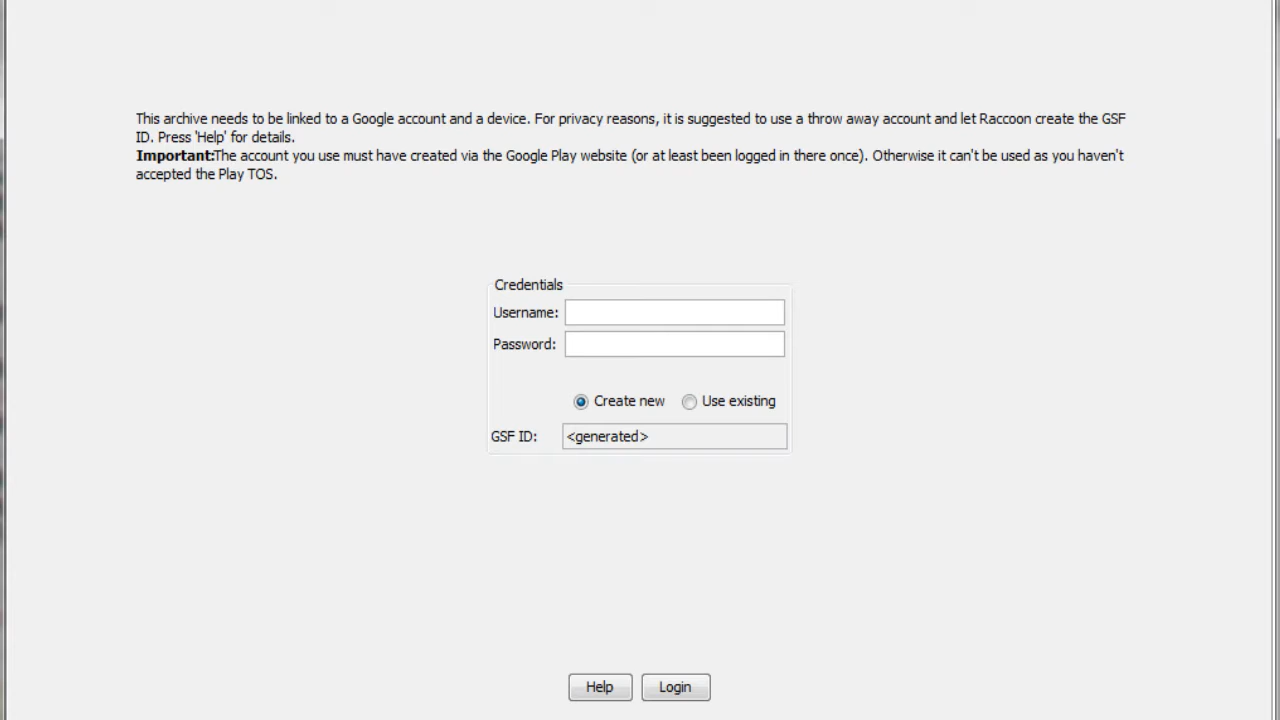 This archive needs to be linked to a Google account and a device. For privacy reasons, it is suggested to use a throw away account and let Raccoon create the GSF
ID. Press 'Help' for details.
Important:The account you use must have created via the Google Play website (or at least been logged in there once). Otherwise it can't be used as you haven't
accepted the Play TOS.
Credentials
Username:
Password:
Create new Use existing
GSF ID: <generated>
Help Login